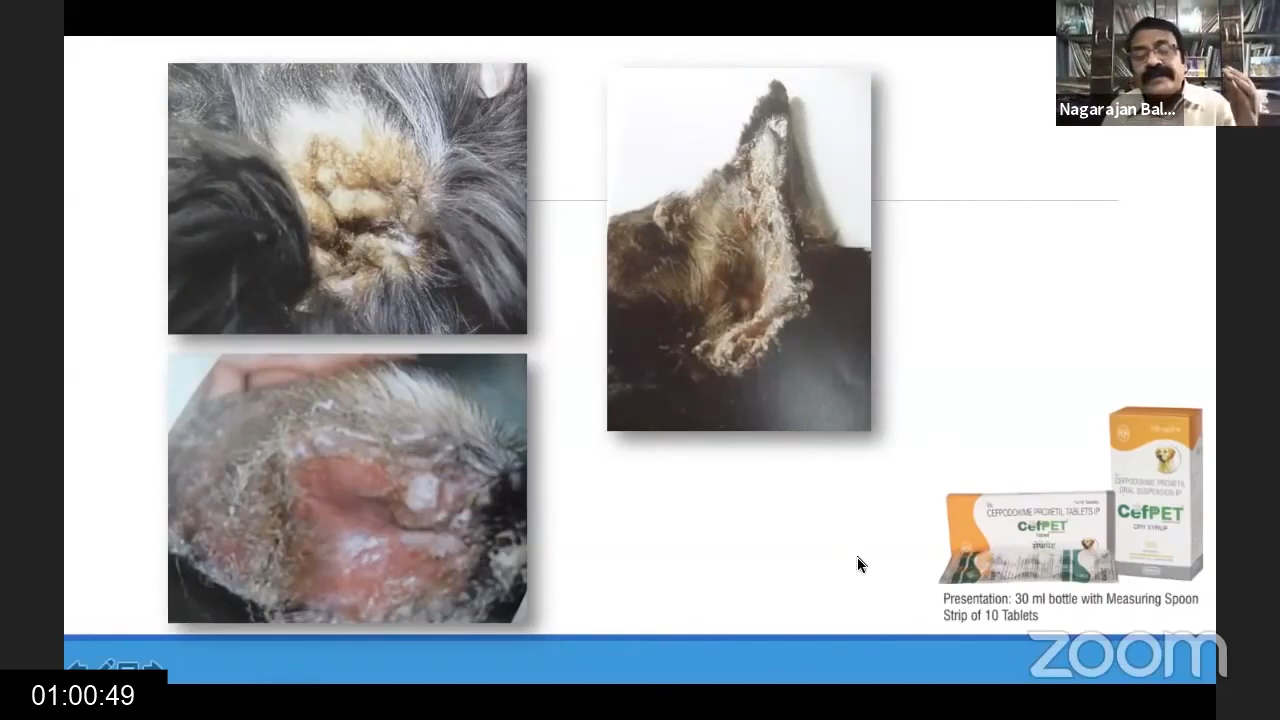 Nagarajan Bal...
CEFPODOXIME PROXETIL
ORAL SUSPENSION IP
CefPET
DRY SYRUP
CEFPODOXIME PROXETIL TABLETS IP
CefPET
Presentation: 30 ml bottle with Measuring Spoon
Strip of 10 Tablets
zoom
01:00:49